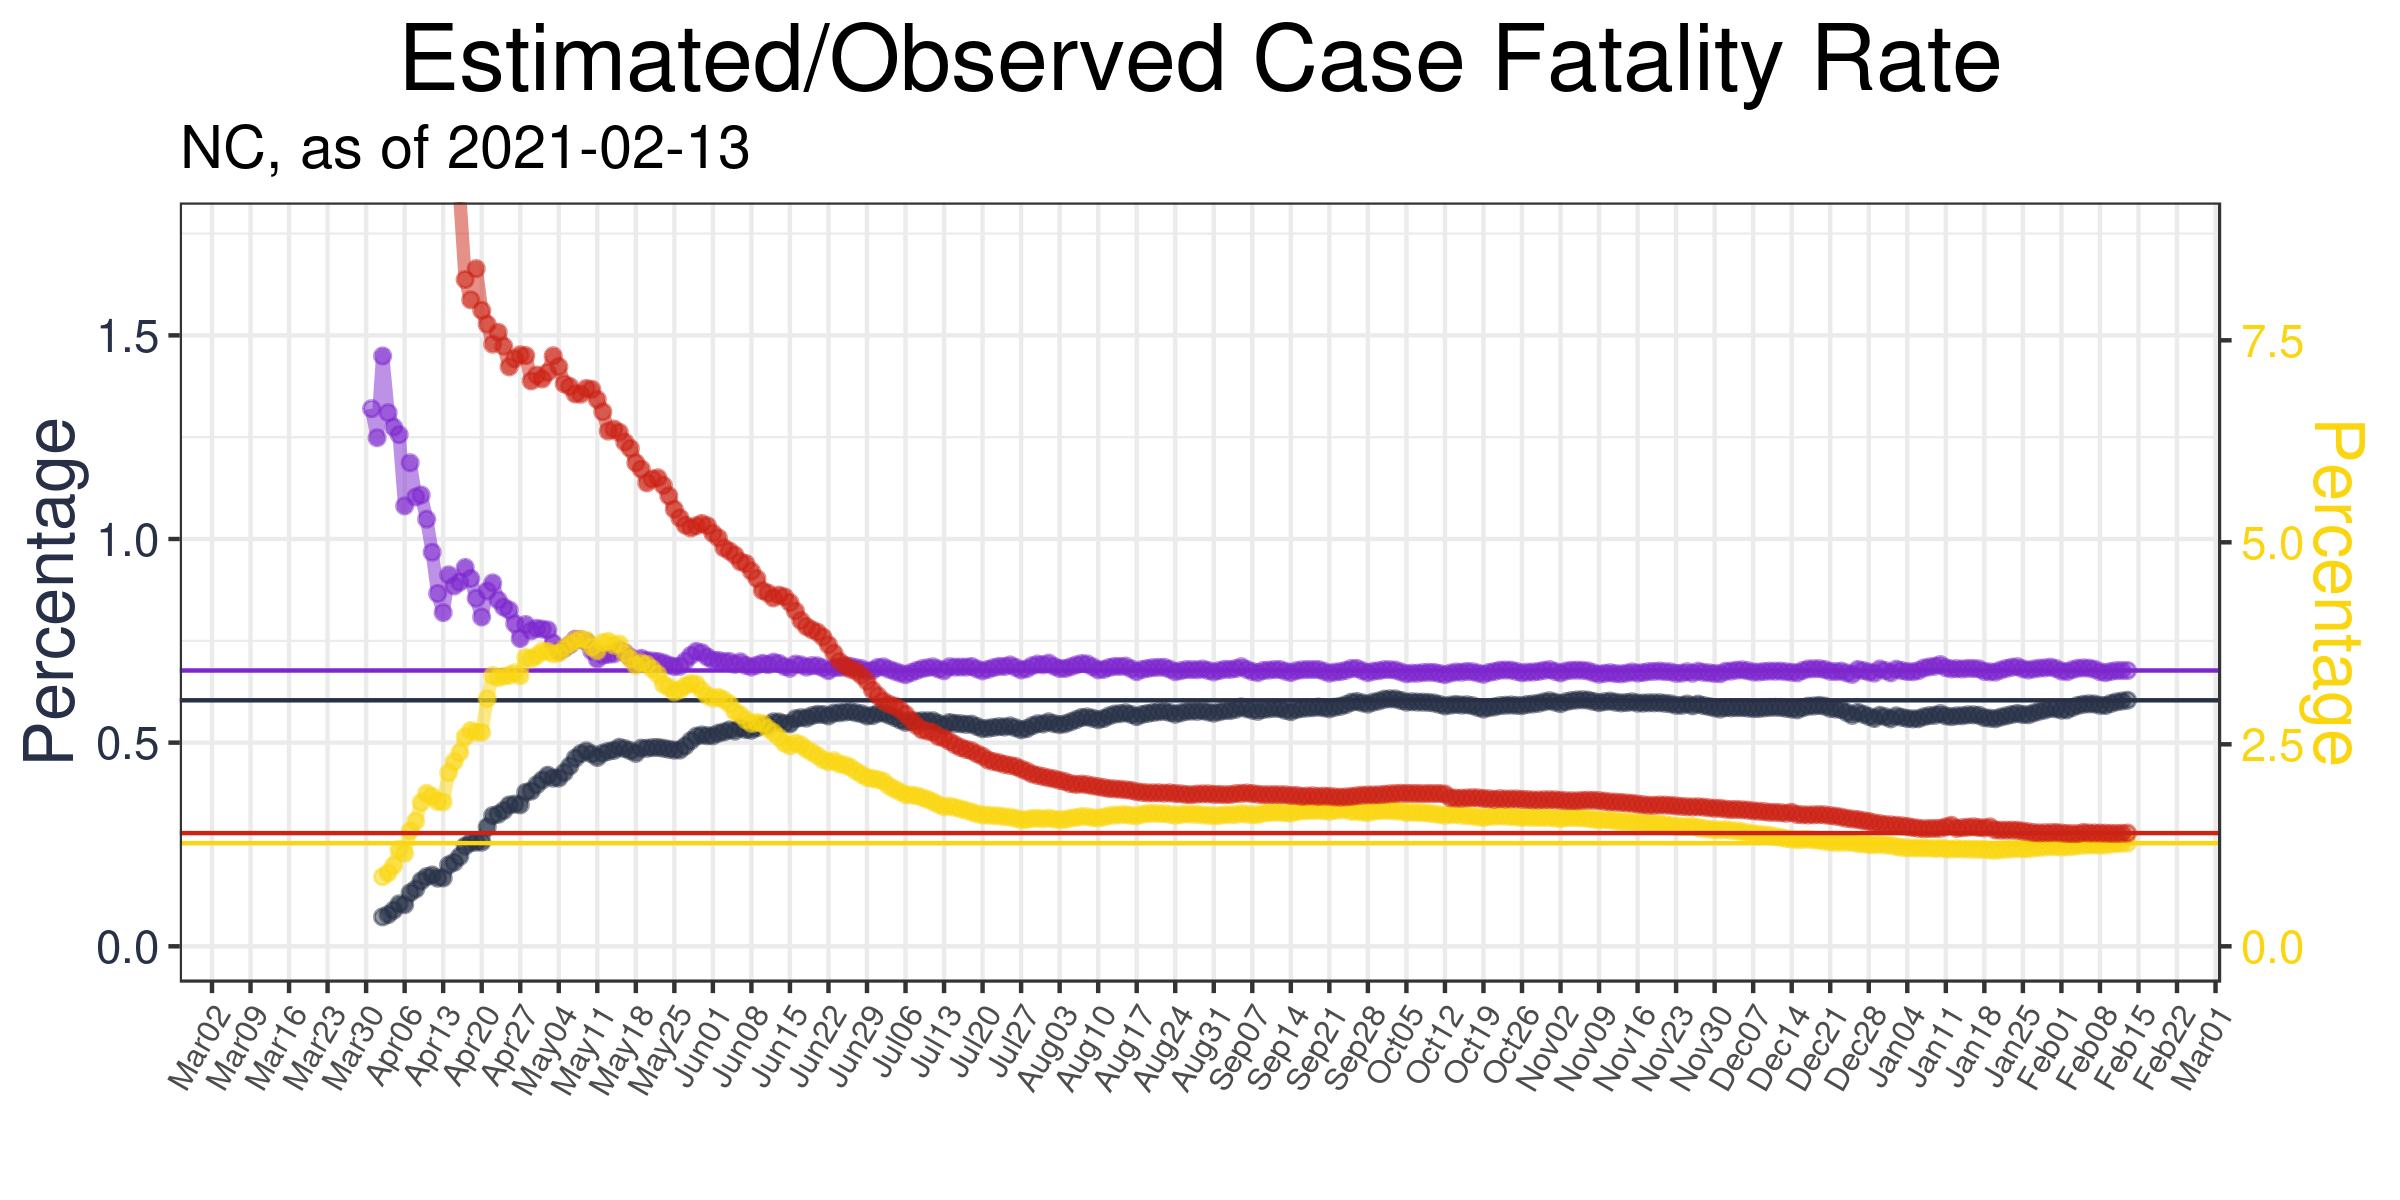 Estimated/Observed Case Fatality Rate
NC, as of 2021-02-13
Percentage
1.5
1.0
0.5
0.0
7.5
5.0
2.5
0.0
Percentage
Mar02
Mar09
Mar16
Mar23
Mar30
Apr06
Apr13
Apr20
Apr27
May04
May11
May18
May25
Jun01
Jun08
Jun15
Jun22
Jun29
Jul06
Jul13
Jul20
Jul27
Aug03
Aug10
Aug17
Aug24
Aug31
Sep07
Sep14
Sep21
Sep28
Oct05
Oct12
Oct19
Oct26
Nov02
Nov09
Nov16
Nov23
Nov30
Dec07
Dec14
Dec21
Dec28
Jan04
Jan11
Jan18
Jan25
Feb01
Feb08
Feb15
Feb22
Mar01